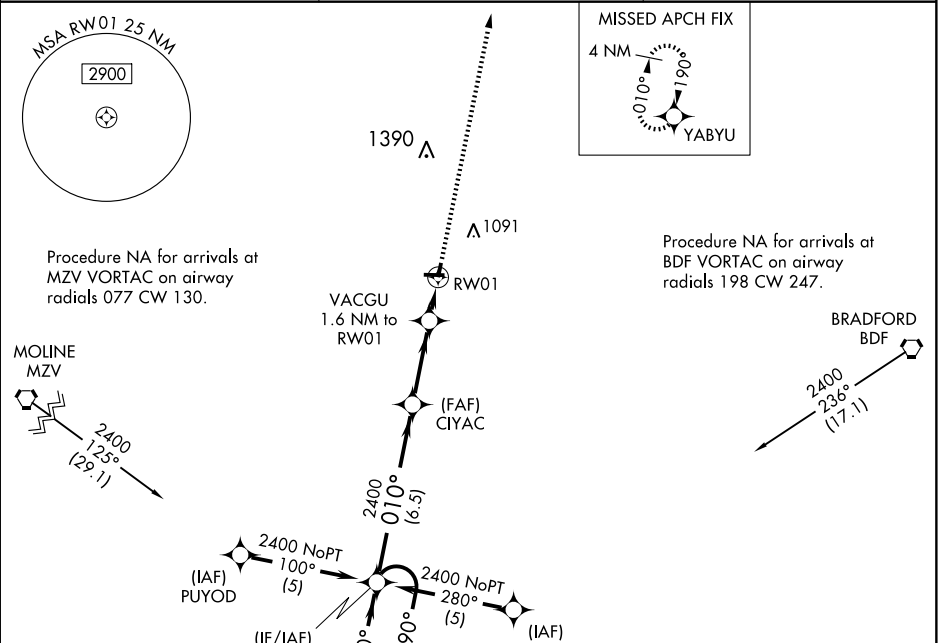 MSA RW01 25 NM
2900
MISSED APCH FIX
4 NM
010°
190°
YABYU
1390
1091
Procedure NA for arrivals at
MZV VORTAC on airway
radials 077 CW 130.
Procedure NA for arrivals at
BDF VORTAC on airway
radials 198 CW 247.
RW01
VACGU
1.6 NM to
RW01
MOLINE
MZV
2400
125°
(29.1)
BRADFORD
BDF
2400
236°
(17.1)
(FAF)
CIYAC
2400
010°
(6.5)
2400 NoPT
100°
(5)
(IAF)
PUYOD
2400 NoPT
280°
(5)
(IAF)
(IF/IAF)
90°